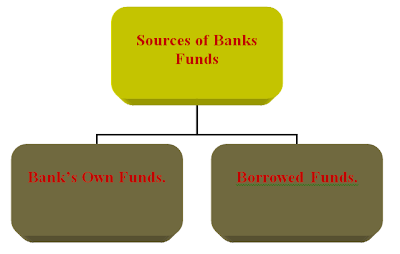 Sources of Banks
Funds
Bank's Own Funds.
Borrowed Funds.